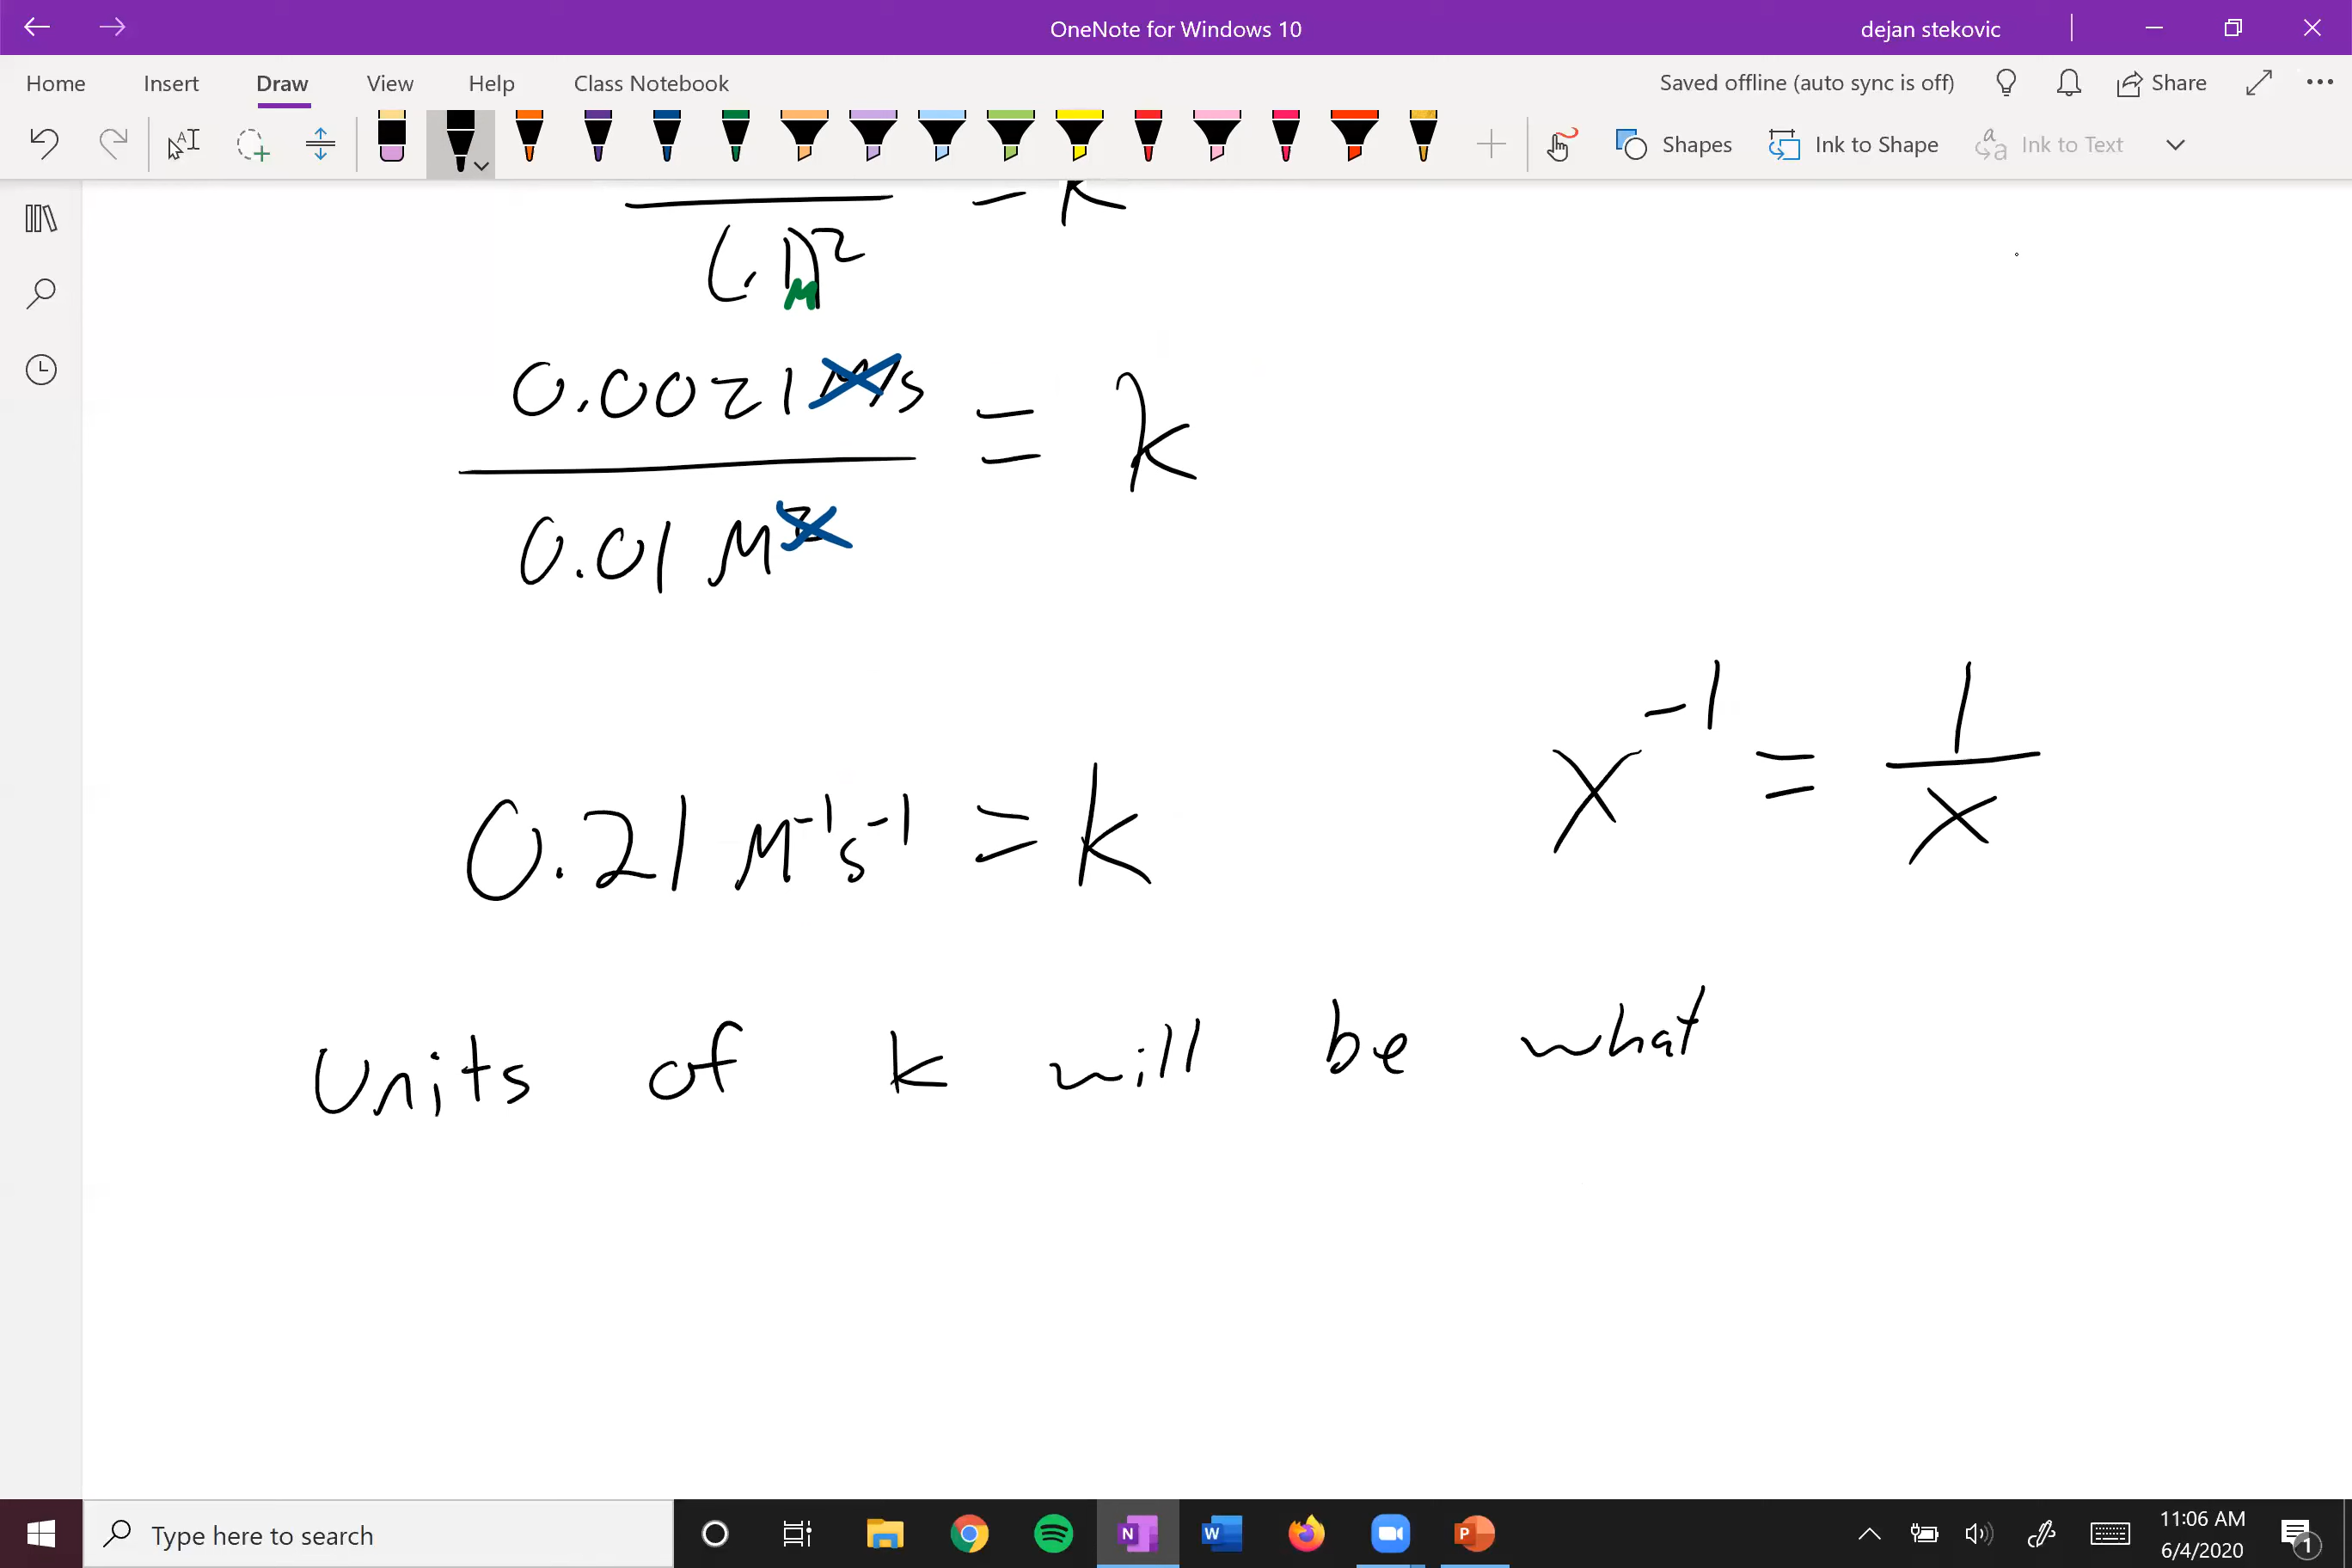 OneNote for Windows 10
dejan stekovic
Home Insert Draw View Help Class Notebook
Saved offline (auto sync is off) Share
Shapes Ink to Shape Ink to Text
= k
(.1M)²
0.0021 M/s
= k
0.01 M²
x⁻¹ = 1/x
0.21 M⁻¹s⁻¹ = k
Units of k will be what
Type here to search
11:06 AM
6/4/2020
1